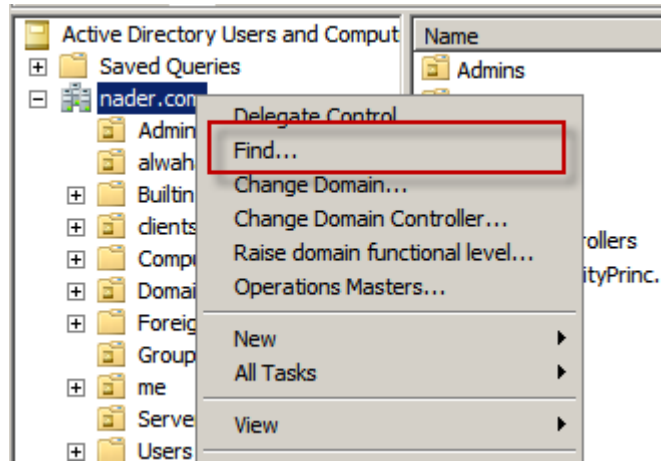 Active Directory Users and Comput
Name
Saved Queries
Admins
nader.com
Delegate Control
Admin
Find...
alwah
Change Domain...
Builtin
Change Domain Controller...
clients
rollers
Raise domain functional level...
Compu
ityPrinc.
Operations Masters...
Domai
Foreig
New
Group
All Tasks
me
Server
View
Users